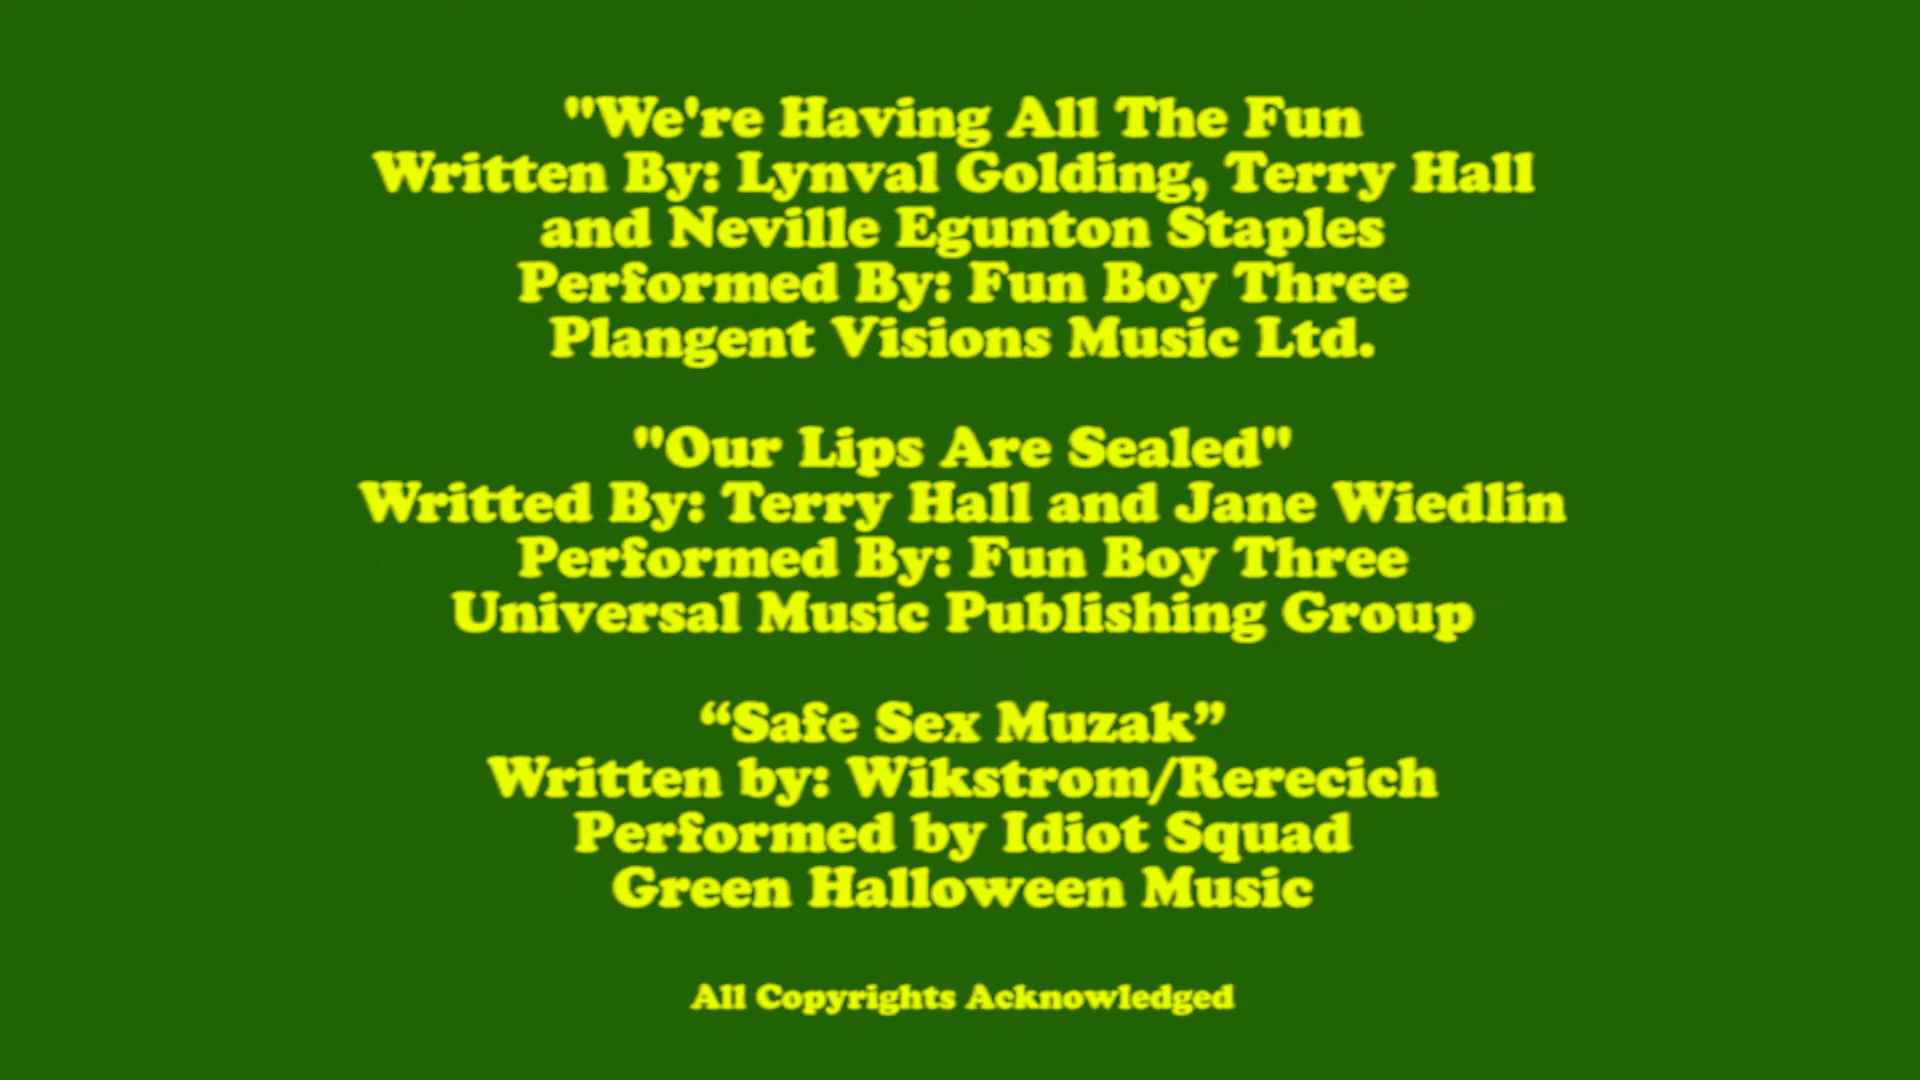 "We're Having All The Fun
Written By: Lynval Golding, Terry Hall
and Neville Egunton Staples
Performed By: Fun Boy Three
Plangent Visions Music Ltd.
"Our Lips Are Sealed"
Writted By: Terry Hall and Jane Wiedlin
Performed By: Fun Boy Three
Universal Music Publishing Group
“Safe Sex Muzak”
Written by: Wikstrom/Rerecich
Performed by Idiot Squad
Green Halloween Music
All Copyrights Acknowledged